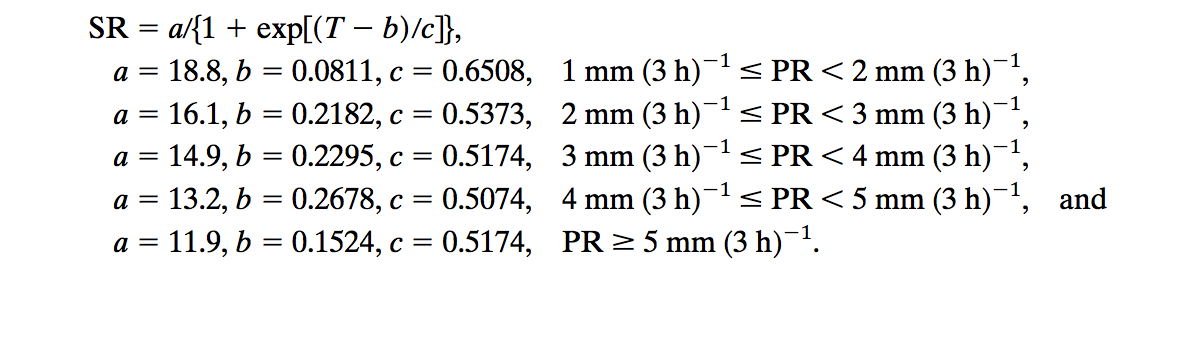 SR = a/{1 + exp[(T − b)/c]},
a = 18.8, b = 0.0811, c = 0.6508, 1 mm (3 h)⁻¹ ≤ PR < 2 mm (3 h)⁻¹,
a = 16.1, b = 0.2182, c = 0.5373, 2 mm (3 h)⁻¹ ≤ PR < 3 mm (3 h)⁻¹,
a = 14.9, b = 0.2295, c = 0.5174, 3 mm (3 h)⁻¹ ≤ PR < 4 mm (3 h)⁻¹,
a = 13.2, b = 0.2678, c = 0.5074, 4 mm (3 h)⁻¹ ≤ PR < 5 mm (3 h)⁻¹, and
a = 11.9, b = 0.1524, c = 0.5174, PR ≥ 5 mm (3 h)⁻¹.